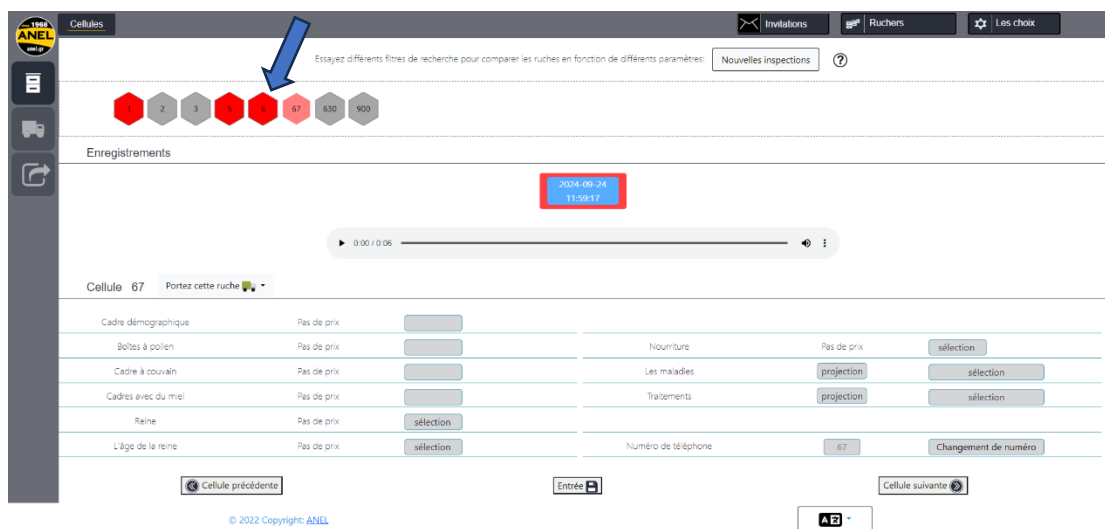 since 1968
ANEL
anel.gr
Cellules
Invitations
Ruchers
Les choix
Essayez différents filtres de recherche pour comparer les ruches en fonction de différents paramètres:
Nouvelles inspections
?
1 2 3 5 6 67 630 900
Enregistrements
2024-09-24
11:59:17
0:00 / 0:06
Cellule 67 Portez cette ruche
Cadre démographique Pas de prix
Boîtes à pollen Pas de prix Nourriture Pas de prix sélection
Cadre à couvain Pas de prix Les maladies projection sélection
Cadres avec du miel Pas de prix Traitements projection sélection
Reine Pas de prix sélection
L'âge de la reine Pas de prix sélection Numéro de téléphone 67 Changement de numéro
Cellule précédente Entrée Cellule suivante
© 2022 Copyright: ANEL